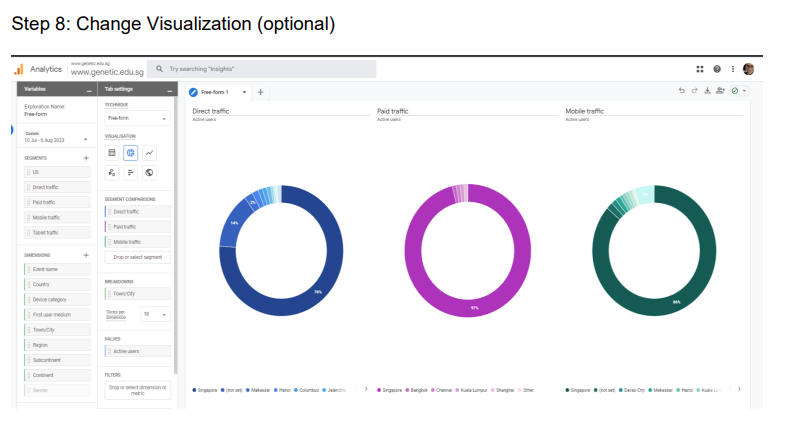 Step 8: Change Visualization (optional)
Analytics
www.genetic.edu.sg
www.genetic.edu.sg
Try searching "Insights"
Variables
Exploration Name:
Free-form
Custom
10 Jul - 6 Aug 2023
SEGMENTS
US
Direct traffic
Paid traffic
Mobile traffic
Tablet traffic
DIMENSIONS
Event name
Country
Device category
First user medium
Town/City
Region
Subcontinent
Continent
Gender
Tab settings
TECHNIQUE
Free-form
VISUALISATION
SEGMENT COMPARISONS
Direct traffic
Paid traffic
Mobile traffic
Drop or select segment
BREAKDOWNS
Town/City
Slices per
Dimension
10
VALUES
Active users
FILTERS
Drop or select dimension or
metric
Free-form 1
Direct traffic
Active users
76%
14%
2%
Singapore (not set) Makassar Hanoi Columbus Jalandha
Paid traffic
Active users
97%
Singapore Bangkok Chennai Kuala Lumpur Shanghai Other
Mobile traffic
Active users
86%
Singapore (not set) Davao City Makassar Hanoi Kuala Lu